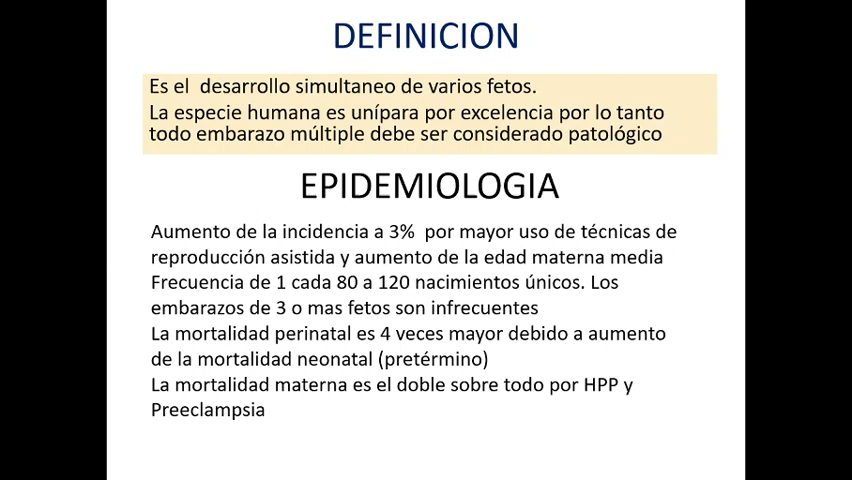 DEFINICION
Es el  desarrollo simultaneo de varios fetos.
La especie humana es unípara por excelencia por lo tanto
todo embarazo múltiple debe ser considerado patológico
EPIDEMIOLOGIA
Aumento de la incidencia a 3%  por mayor uso de técnicas de
reproducción asistida y aumento de la edad materna media
Frecuencia de 1 cada 80 a 120 nacimientos únicos. Los
embarazos de 3 o mas fetos son infrecuentes
La mortalidad perinatal es 4 veces mayor debido a aumento
de la mortalidad neonatal (pretérmino)
La mortalidad materna es el doble sobre todo por HPP y
Preeclampsia